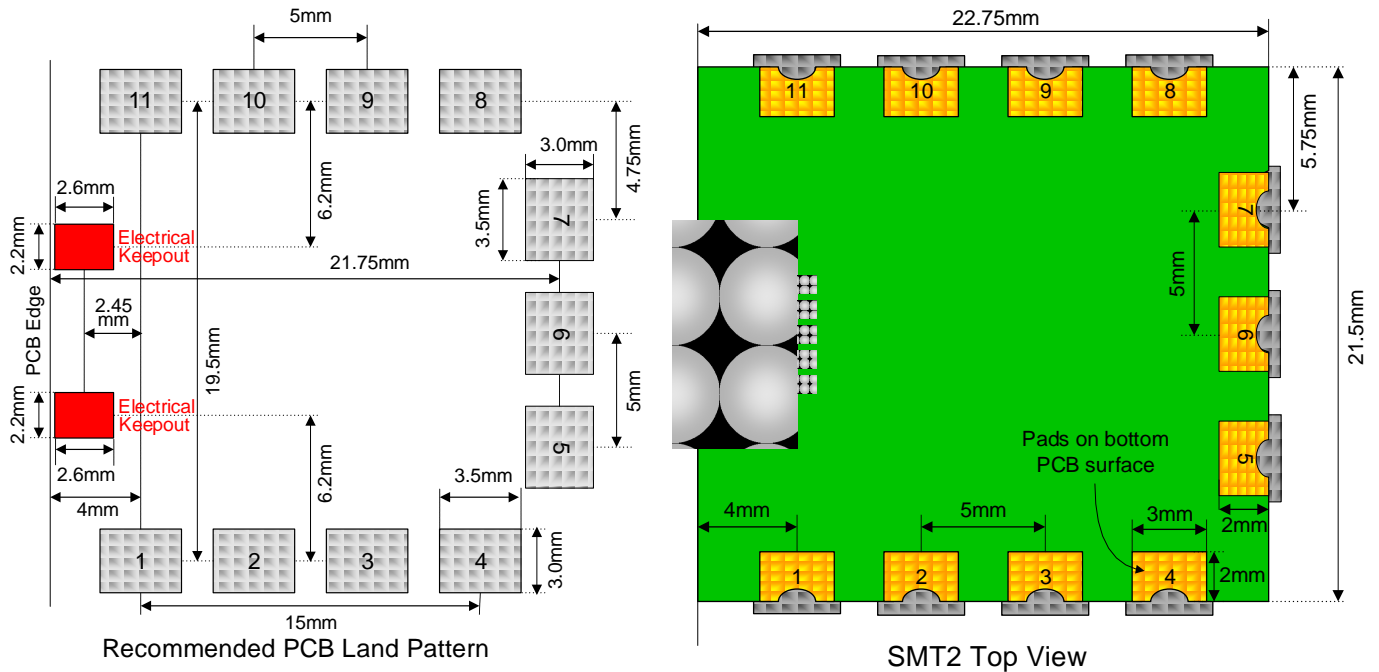 5mm
11
10
9
8
3.0mm
4.75mm
2.6mm
6.2mm
3.5mm
7
2.2mm
Electrical
Keepout
21.75mm
PCB Edge
2.45
mm
19.5mm
6
5mm
2.2mm
Electrical
Keepout
5
2.6mm
6.2mm
3.5mm
4mm
1
2
3
4
3.0mm
15mm
Recommended PCB Land Pattern
22.75mm
11
10
9
8
5.75mm
7
5mm
6
21.5mm
Pads on bottom
PCB surface
5
4mm
5mm
3mm
2mm
1
2
3
4
2mm
SMT2 Top View